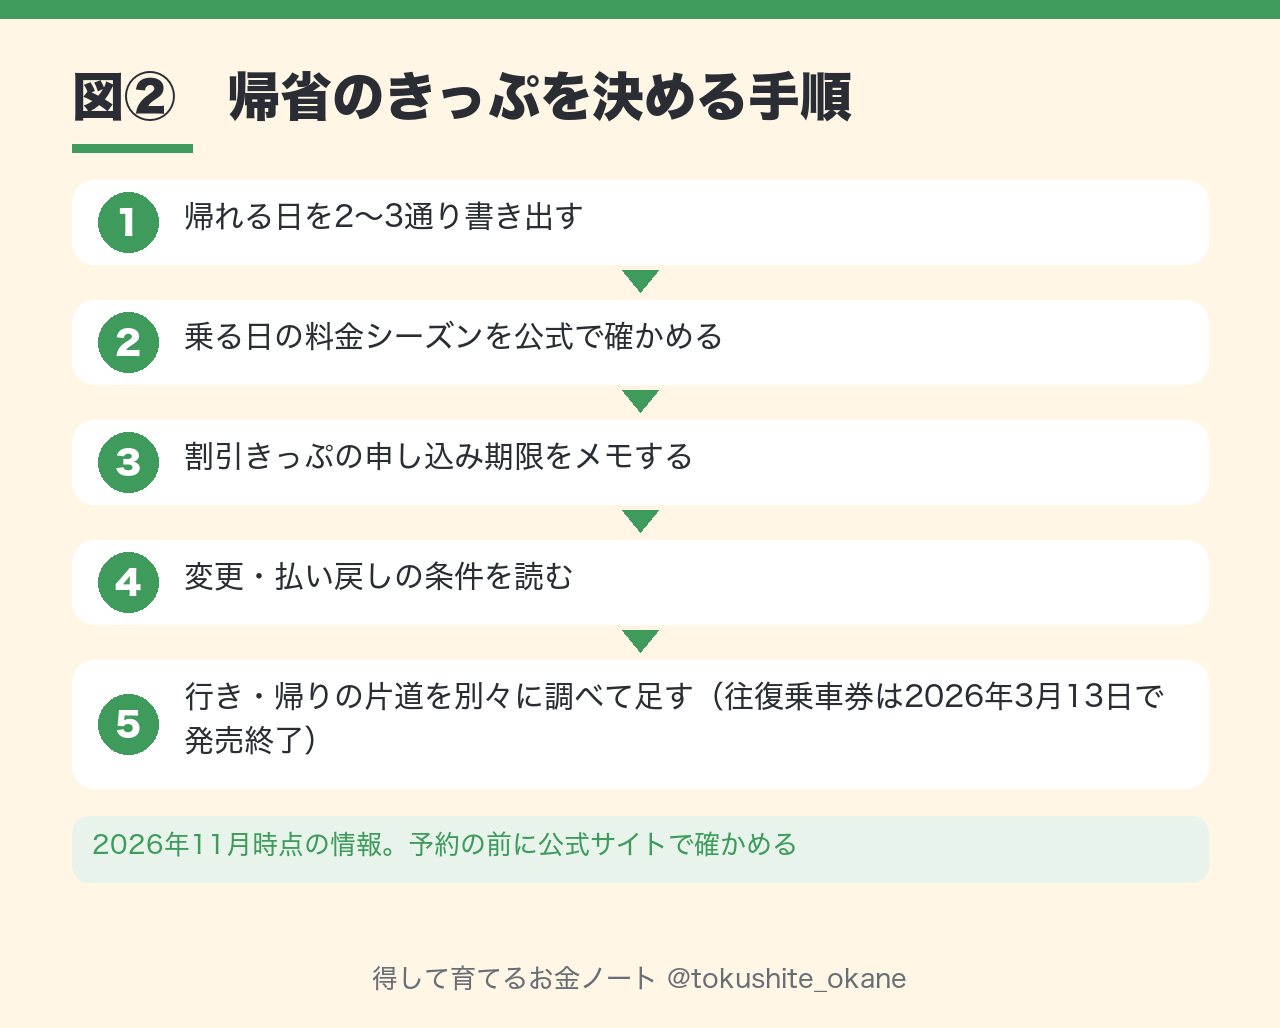 図② 帰省のきっぷを決める手順
1 帰れる日を2〜3通り書き出す
2 乗る日の料金シーズンを公式で確かめる
3 割引きっぷの申し込み期限をメモする
4 変更・払い戻しの条件を読む
5 行き・帰りの片道を別々に調べて足す（往復乗車券は2026年3月13日で
発売終了）
2026年11月時点の情報。予約の前に公式サイトで確かめる
得して育てるお金ノート @tokushite_okane